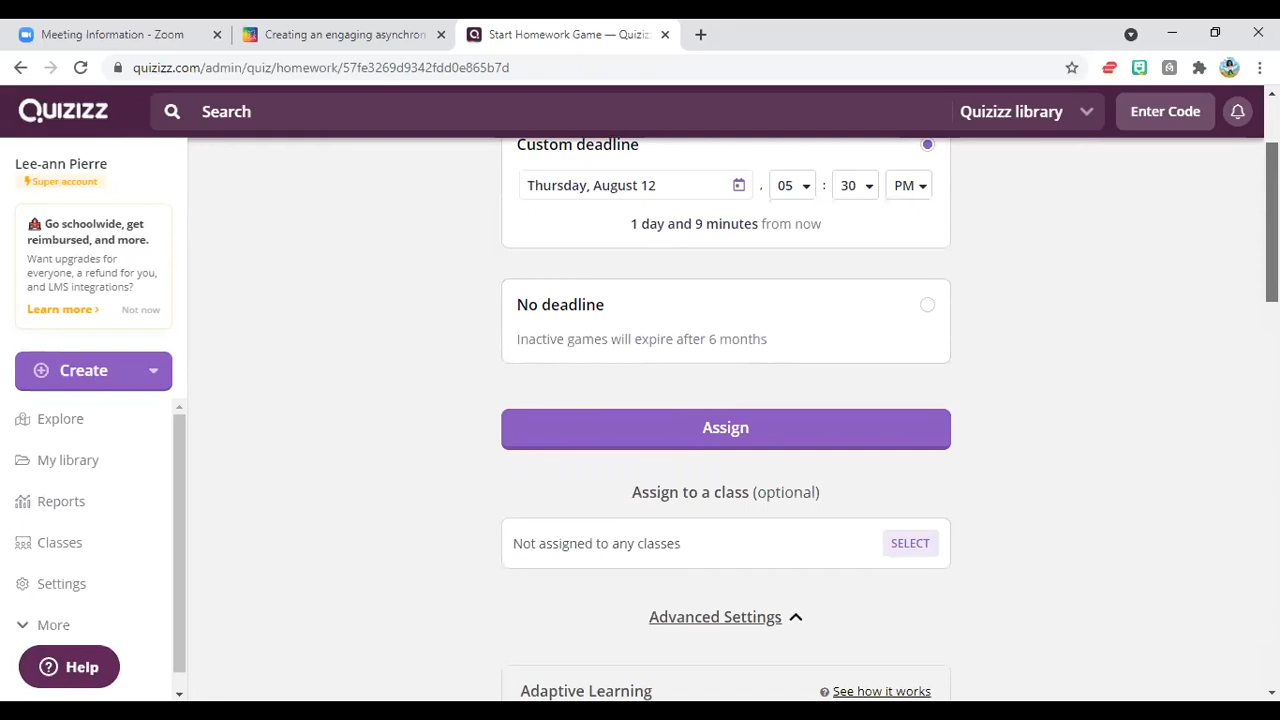 Meeting Information - Zoom
Creating an engaging asynchron
Start Homework Game — Quiziz
quizizz.com/admin/quiz/homework/57fe3269d9342fdd0e865b7d
QUIZIZZ
Search
Quizizz library
Enter Code
Lee-ann Pierre
Super account
Go schoolwide, get
reimbursed, and more.
Want upgrades for
everyone, a refund for you,
and LMS integrations?
Learn more ›
Not now
Create
Explore
My library
Reports
Classes
Settings
More
Help
Custom deadline
Thursday, August 12 , 05 : 30 PM
1 day and 9 minutes from now
No deadline
Inactive games will expire after 6 months
Assign
Assign to a class (optional)
Not assigned to any classes
SELECT
Advanced Settings
Adaptive Learning
See how it works